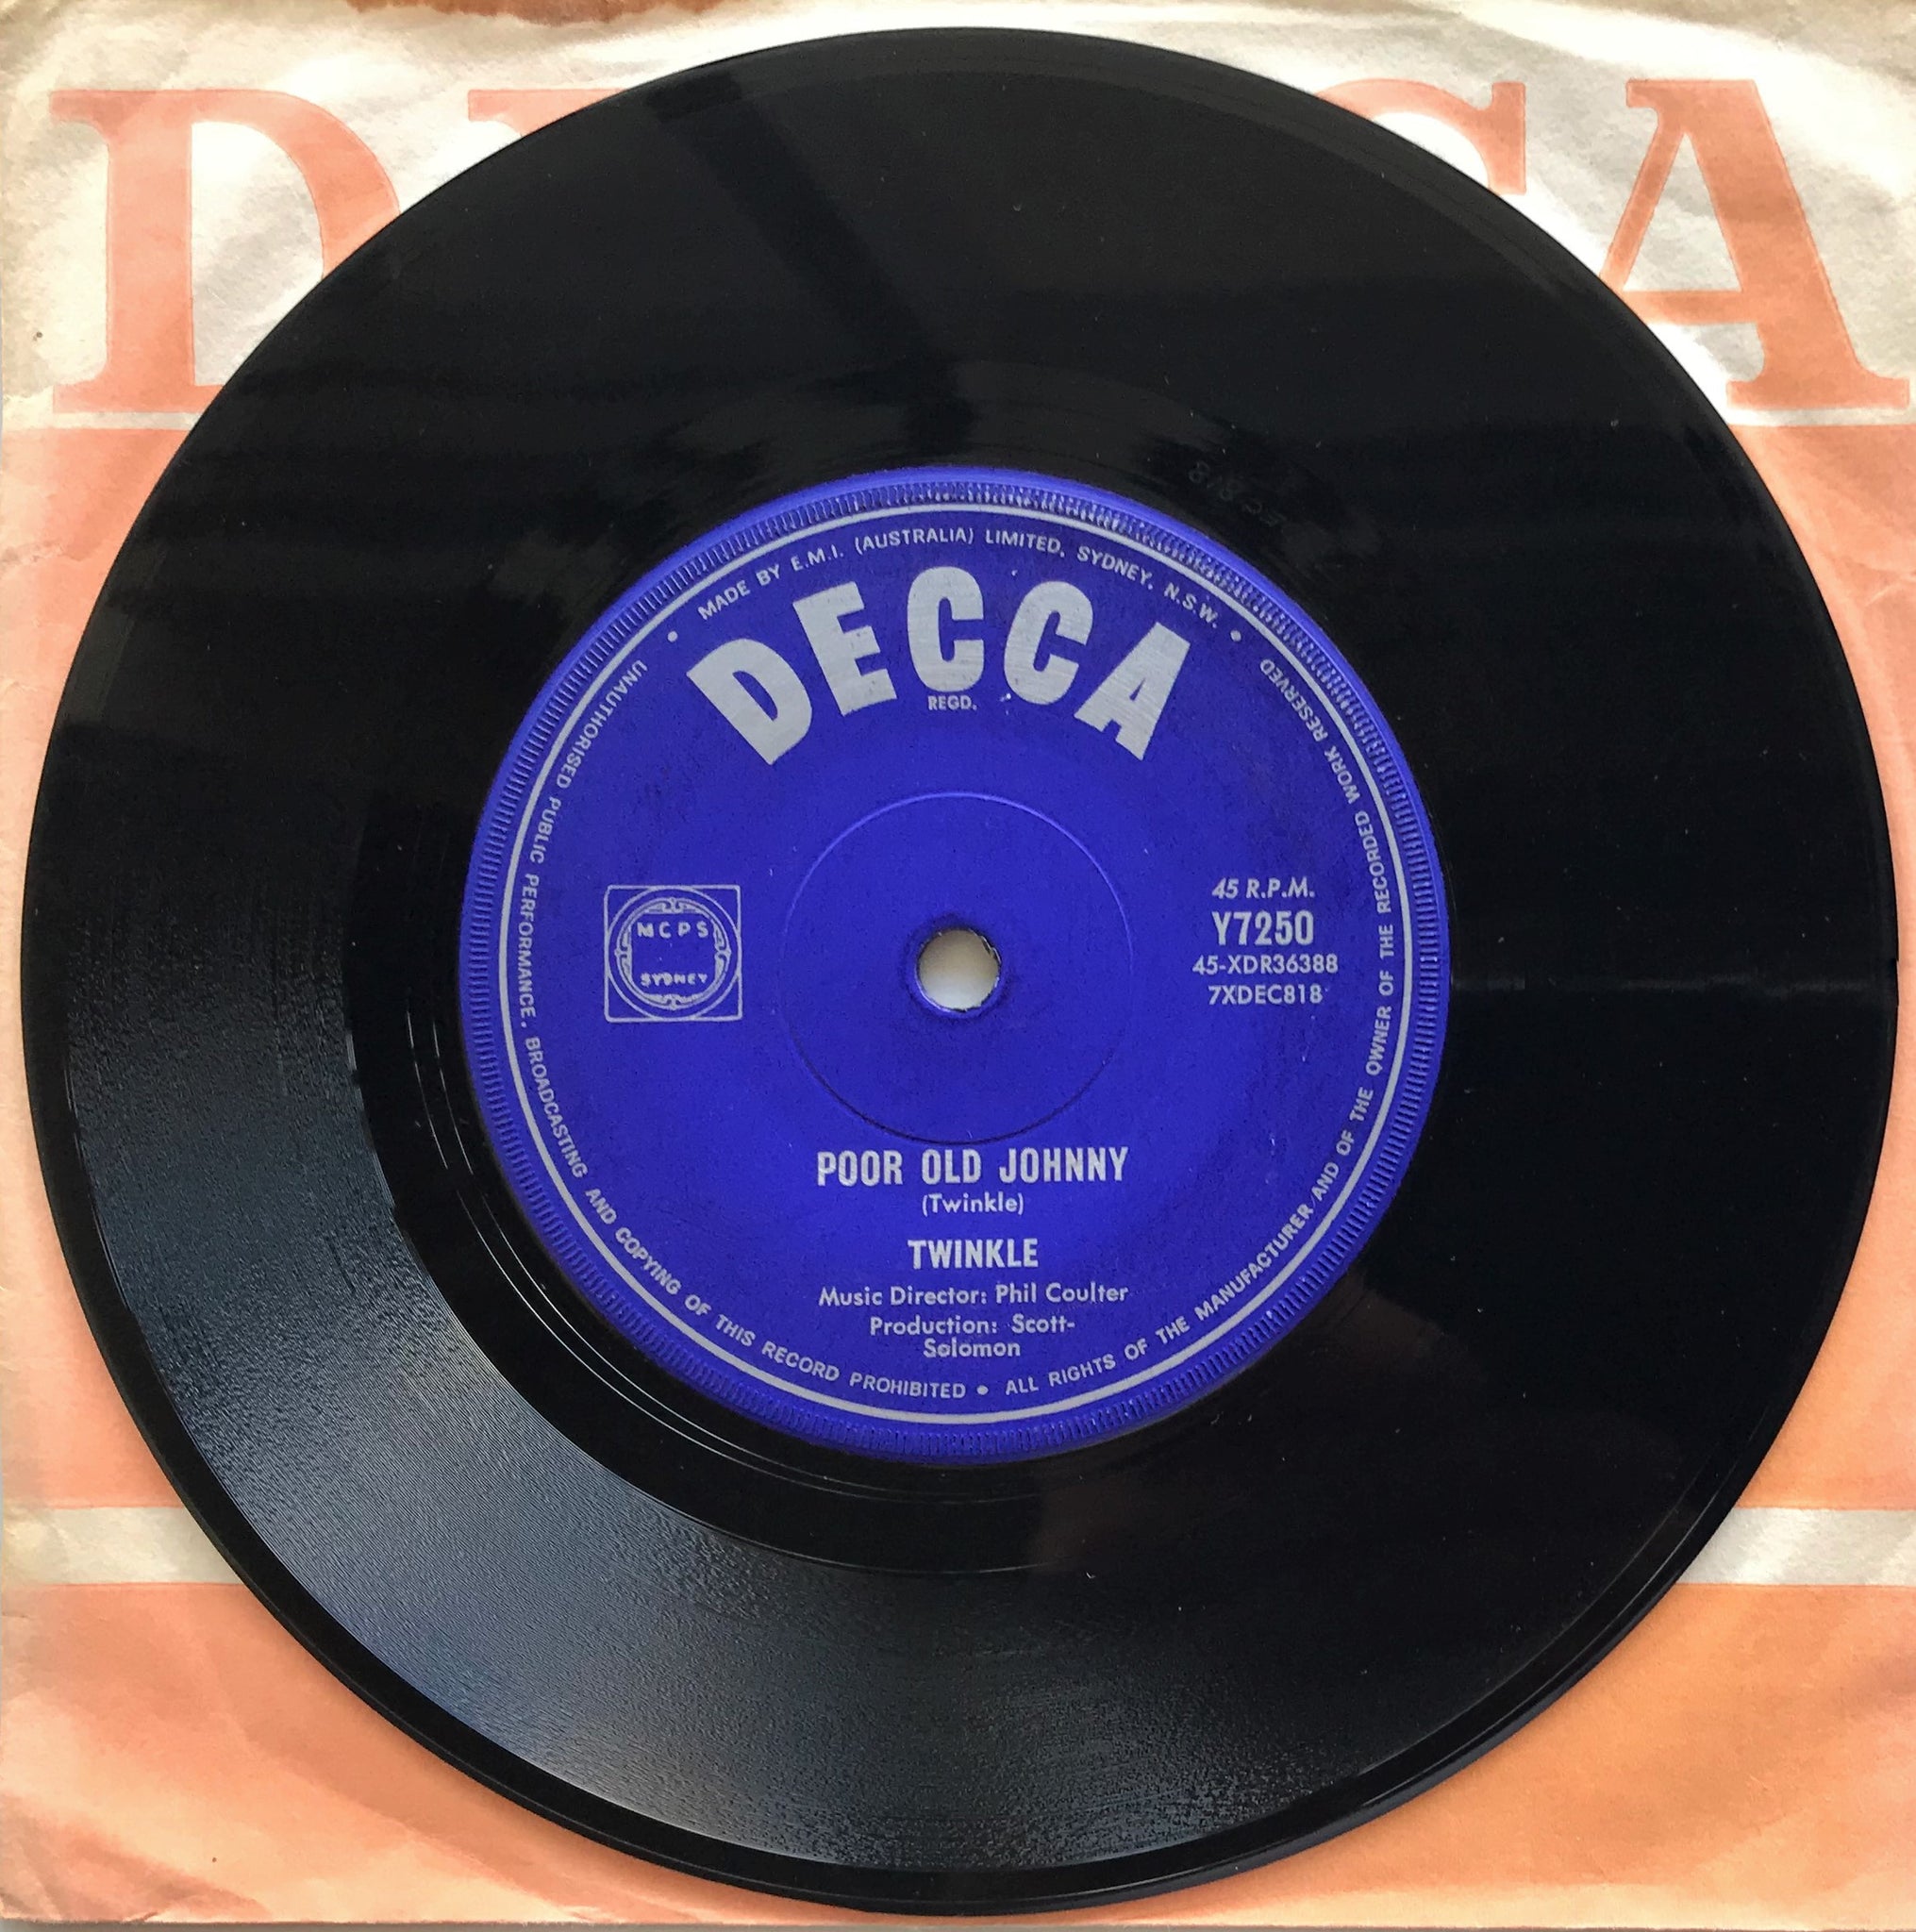 DECCA
MADE BY E.M.I. (AUSTRALIA) LIMITED. SYDNEY. N.S.W.
DECCA
REGD.
MCPS
SYDNEY
45 R.P.M.
Y7250
45-XDR36388
7XDEC818
POOR OLD JOHNNY
(Twinkle)
TWINKLE
Music Director: Phil Coulter
Production: Scott-
Solomon
ALL RIGHTS OF THE MANUFACTURER AND OF THE OWNER OF THE RECORDED WORK RESERVED
UNAUTHORISED PUBLIC PERFORMANCE, BROADCASTING AND COPYING OF THIS RECORD PROHIBITED